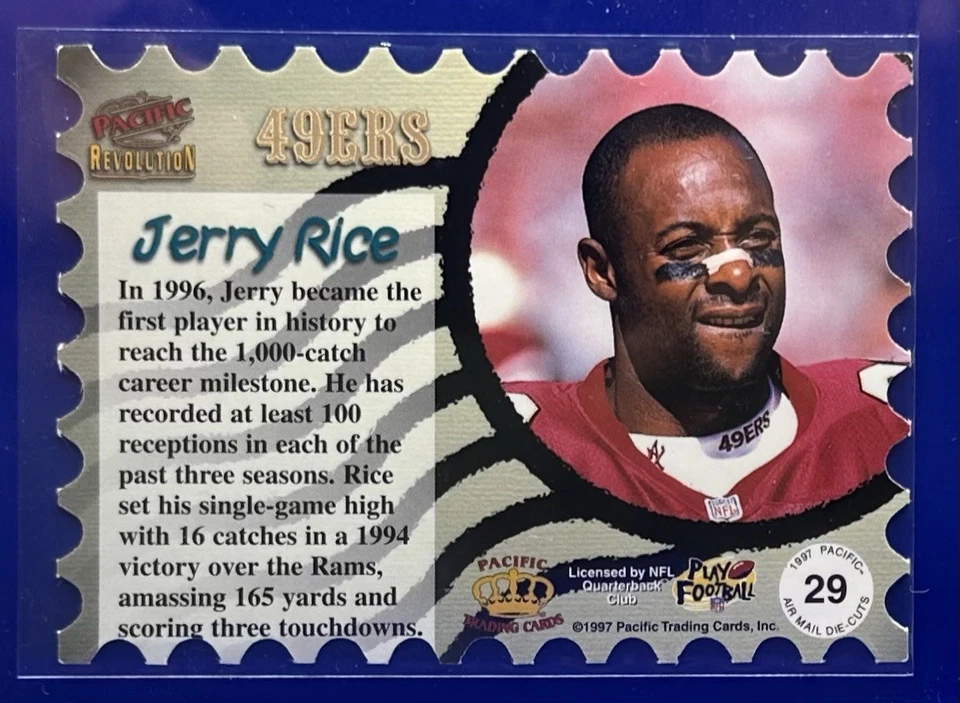 PACIFIC
REVOLUTION
49ERS
Jerry Rice
In 1996, Jerry became the
first player in history to
reach the 1,000-catch
career milestone. He has
recorded at least 100
receptions in each of the
past three seasons. Rice
set his single-game high
with 16 catches in a 1994
victory over the Rams,
amassing 165 yards and
scoring three touchdowns.
49ERS
NFL
PACIFIC
TRADING CARDS
Licensed by NFL
Quarterback
Club
PLAY
FOOTBALL
©1997 Pacific Trading Cards, Inc.
1997 PACIFIC-
29
AIR MAIL DIE-CUTS